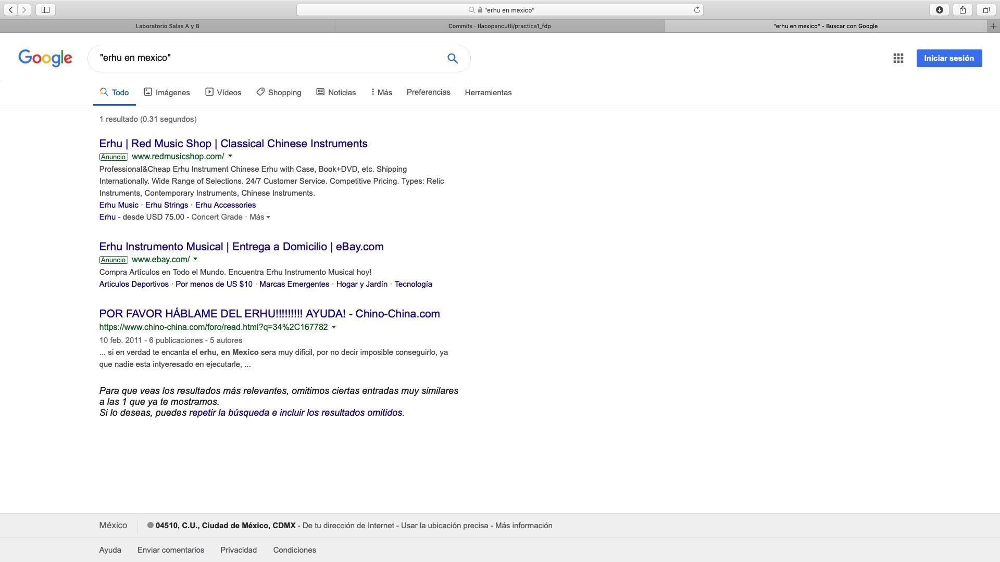 "erhu en mexico"
Laboratorio Salas A y B
Commits · tlacopancutli/practica1_fdp
"erhu en mexico" - Buscar con Google
Google
"erhu en mexico"
Iniciar sesión
Todo
Imágenes
Vídeos
Shopping
Noticias
Más
Preferencias
Herramientas
1 resultado (0.31 segundos)
Erhu | Red Music Shop | Classical Chinese Instruments
Anuncio www.redmusicshop.com/
Professional&Cheap Erhu Instrument Chinese Erhu with Case, Book+DVD, etc. Shipping
Internationally. Wide Range of Selections. 24/7 Customer Service. Competitive Pricing. Types: Relic
Instruments, Contemporary Instruments, Chinese Instruments.
Erhu Music · Erhu Strings · Erhu Accessories
Erhu - desde USD 75.00 - Concert Grade · Más
Erhu Instrumento Musical | Entrega a Domicilio | eBay.com
Anuncio www.ebay.com/
Compra Artículos en Todo el Mundo. Encuentra Erhu Instrumento Musical hoy!
Articulos Deportivos · Por menos de US $10 · Marcas Emergentes · Hogar y Jardín · Tecnología
POR FAVOR HÁBLAME DEL ERHU!!!!!!!!! AYUDA! - Chino-China.com
https://www.chino-china.com/foro/read.html?q=34%2C167782
10 feb. 2011 - 6 publicaciones - 5 autores
... si en verdad te encanta el erhu, en Mexico sera muy dificil, por no decir imposible conseguirlo, ya
que nadie esta intyeresado en ejecutarle, ...
Para que veas los resultados más relevantes, omitimos ciertas entradas muy similares
a las 1 que ya te mostramos.
Si lo deseas, puedes repetir la búsqueda e incluir los resultados omitidos.
México
04510, C.U., Ciudad de México, CDMX - De tu dirección de Internet - Usar la ubicación precisa - Más información
Ayuda
Enviar comentarios
Privacidad
Condiciones